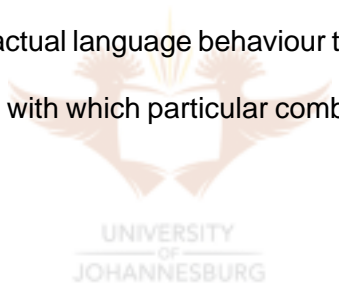 actual language behaviour t
with which particular comb
UNIVERSITY
OF
JOHANNESBURG